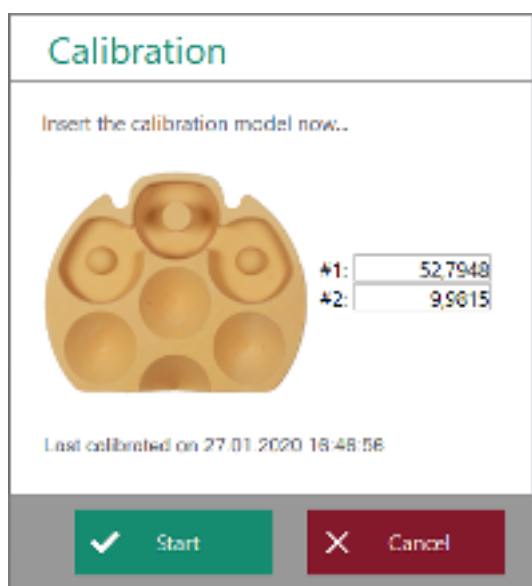 Calibration
Insert the calibration model now...
#1: 52,7948
#2: 9,9815
Last calibrated on 27.01.2020 16:46:56
Start
Cancel